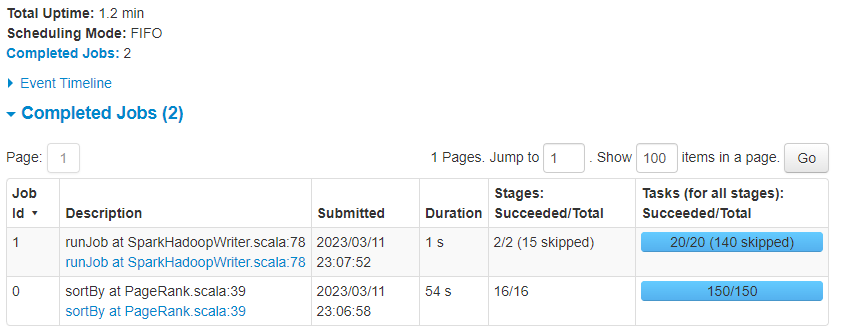 Total Uptime: 1.2 min
Scheduling Mode: FIFO
Completed Jobs: 2
Event Timeline
Completed Jobs (2)
Page: 1 1 Pages. Jump to 1 . Show 100 items in a page. Go
Job Id Description Submitted Duration Stages: Succeeded/Total Tasks (for all stages): Succeeded/Total
1 runJob at SparkHadoopWriter.scala:78 2023/03/11 1 s 2/2 (15 skipped) 20/20 (140 skipped)
runJob at SparkHadoopWriter.scala:78 23:07:52
0 sortBy at PageRank.scala:39 2023/03/11 54 s 16/16 150/150
sortBy at PageRank.scala:39 23:06:58